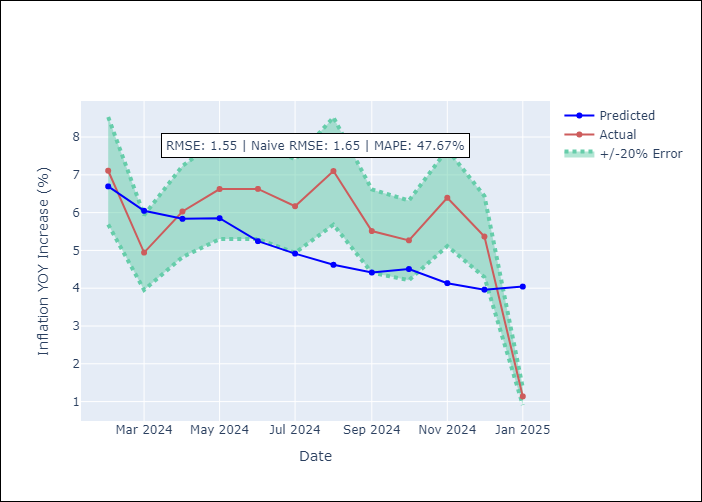 RMSE: 1.55 | Naive RMSE: 1.65 | MAPE: 47.67%
Predicted
Actual
+/-20% Error
Inflation YOY Increase (%)
8
7
6
5
4
3
2
1
Mar 2024
May 2024
Jul 2024
Sep 2024
Nov 2024
Jan 2025
Date